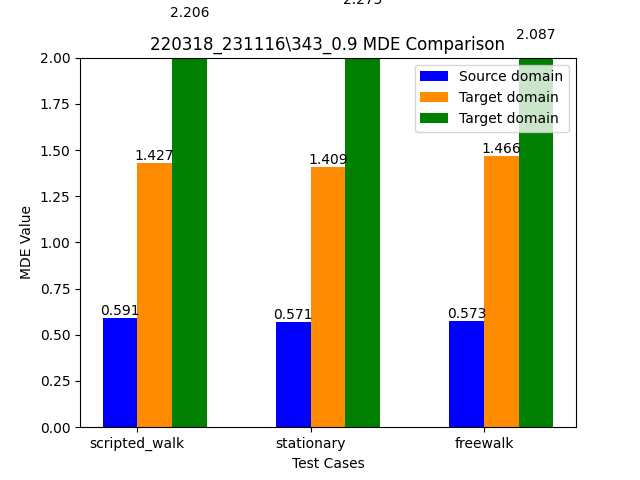 2.206
2.087
220318_231116\343_0.9 MDE Comparison
2.00
1.75
1.50
1.25
1.00
0.75
0.50
0.25
0.00
MDE Value
Source domain
Target domain
Target domain
1.427
1.409
1.466
0.591
0.571
0.573
scripted_walk
stationary
freewalk
Test Cases